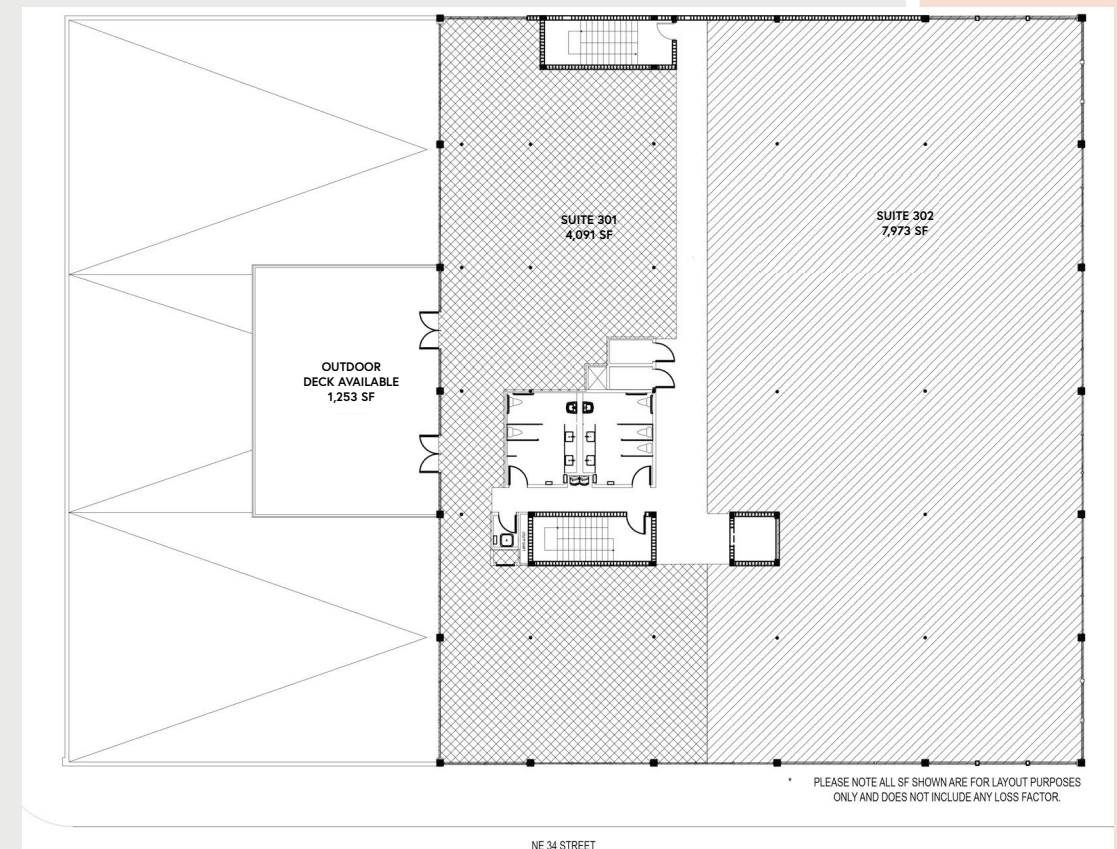 SUITE 301
4,091 SF
SUITE 302
7,973 SF
OUTDOOR
DECK AVAILABLE
1,253 SF
* PLEASE NOTE ALL SF SHOWN ARE FOR LAYOUT PURPOSES
ONLY AND DOES NOT INCLUDE ANY LOSS FACTOR.
NE 34 STREET